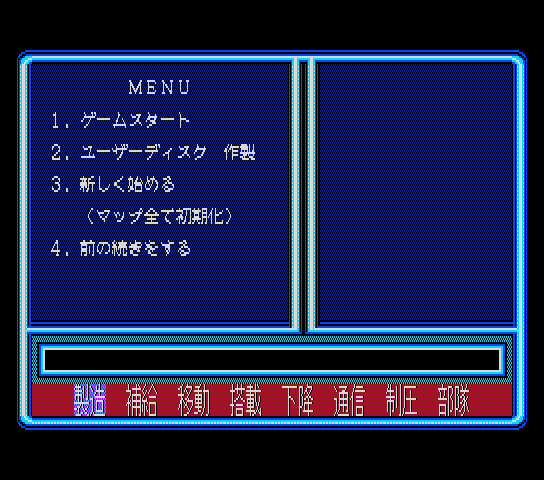 MENU
1. ゲームスタート
2. ユーザーディスク 作製
3. 新しく始める
(マップ全て初期化)
4. 前の続きをする
製造 補給 移動 搭載 下降 通信 制圧 部隊